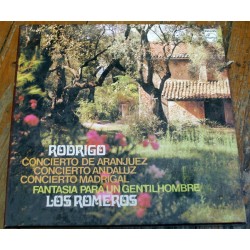 RODRIGO
CONCIERTO DE ARANJUEZ
CONCIERTO ANDALUZ
CONCIERTO MADRIGAL
FANTASIA PARA UN GENTILHOMBRE
LOS ROMEROS